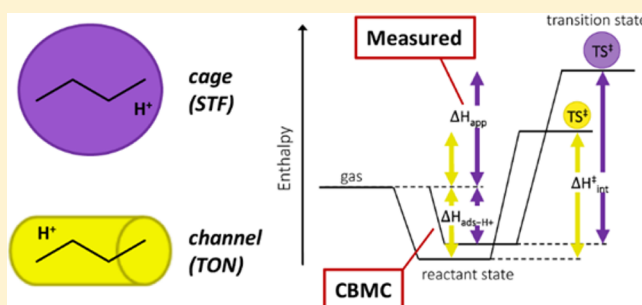 cage
(STF)
H⁺
channel
(TON)
H⁺
Enthalpy
Measured
transition state
TS‡
TS‡
ΔHapp
gas
ΔHads-H+
ΔH‡int
reactant state
CBMC